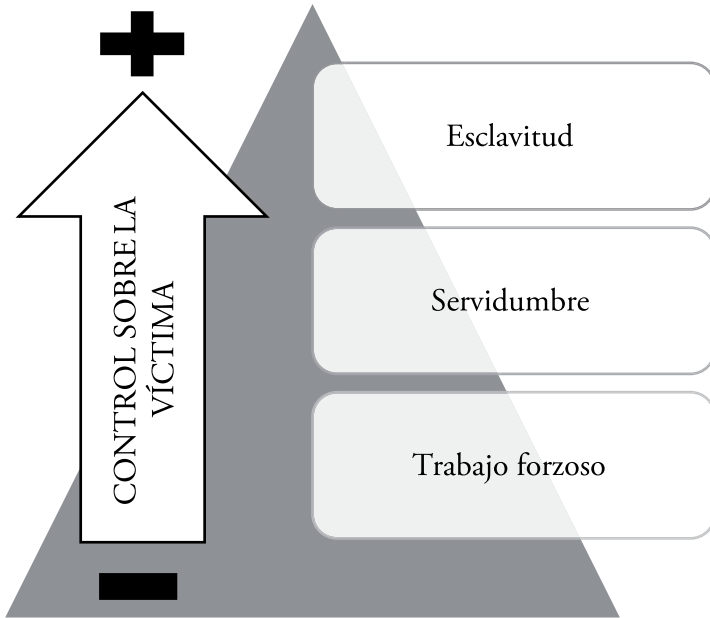 CONTROL SOBRE LA
VÍCTIMA
Esclavitud
Servidumbre
Trabajo forzoso